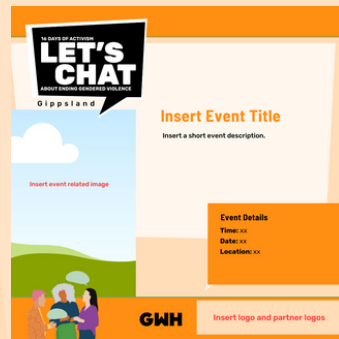 16 DAYS OF ACTIVISM
LET'S
CHAT
ABOUT ENDING GENDERED VIOLENCE
Gippsland
Insert Event Title
Insert a short event description.
Insert event related image
Event Details
Time: xx
Date: xx
Location: xx
GWH
Insert logo and partner logos